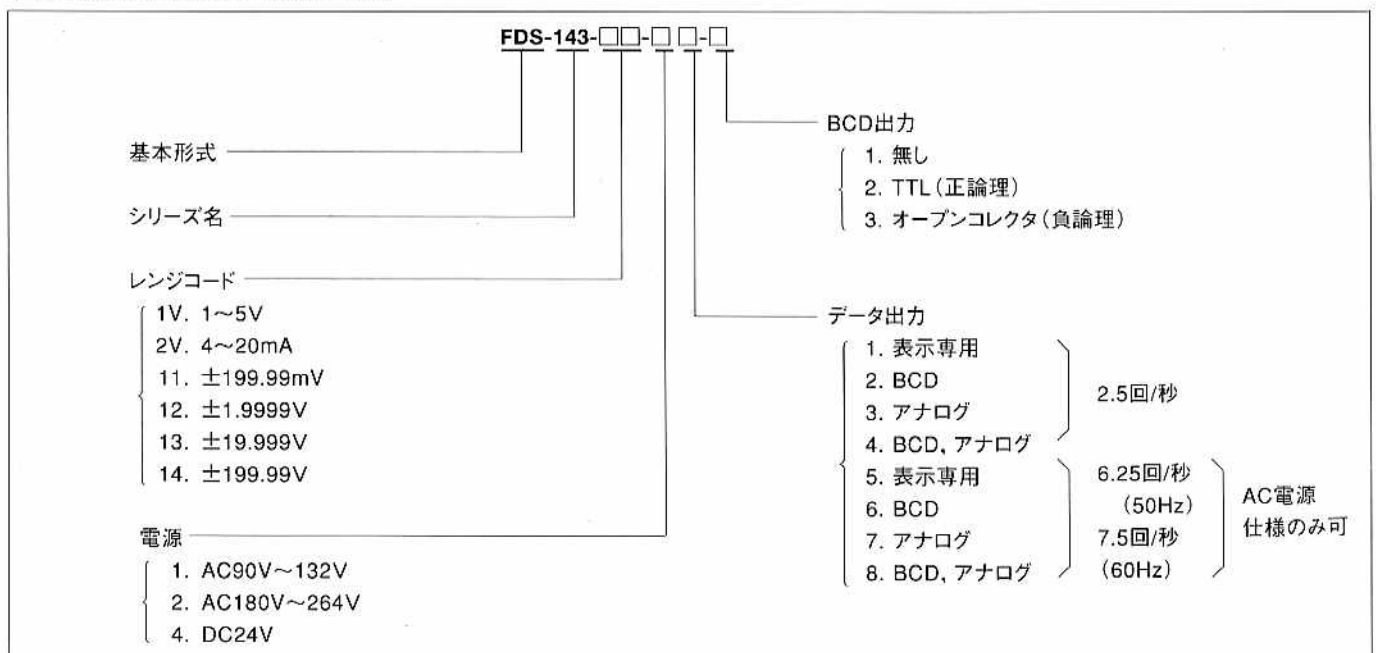 FDS-143-□□-□□-□
基本形式
シリーズ名
レンジコード
1V. 1～5V
2V. 4～20mA
11. ±199.99mV
12. ±1.9999V
13. ±19.999V
14. ±199.99V
電源
1. AC90V～132V
2. AC180V～264V
4. DC24V
BCD出力
1. 無し
2. TTL（正論理）
3. オープンコレクタ（負論理）
データ出力
1. 表示専用
2. BCD
3. アナログ
4. BCD, アナログ
2.5回/秒
5. 表示専用
6. BCD
7. アナログ
8. BCD, アナログ
6.25回/秒
（50Hz）
7.5回/秒
（60Hz）
AC電源
仕様のみ可